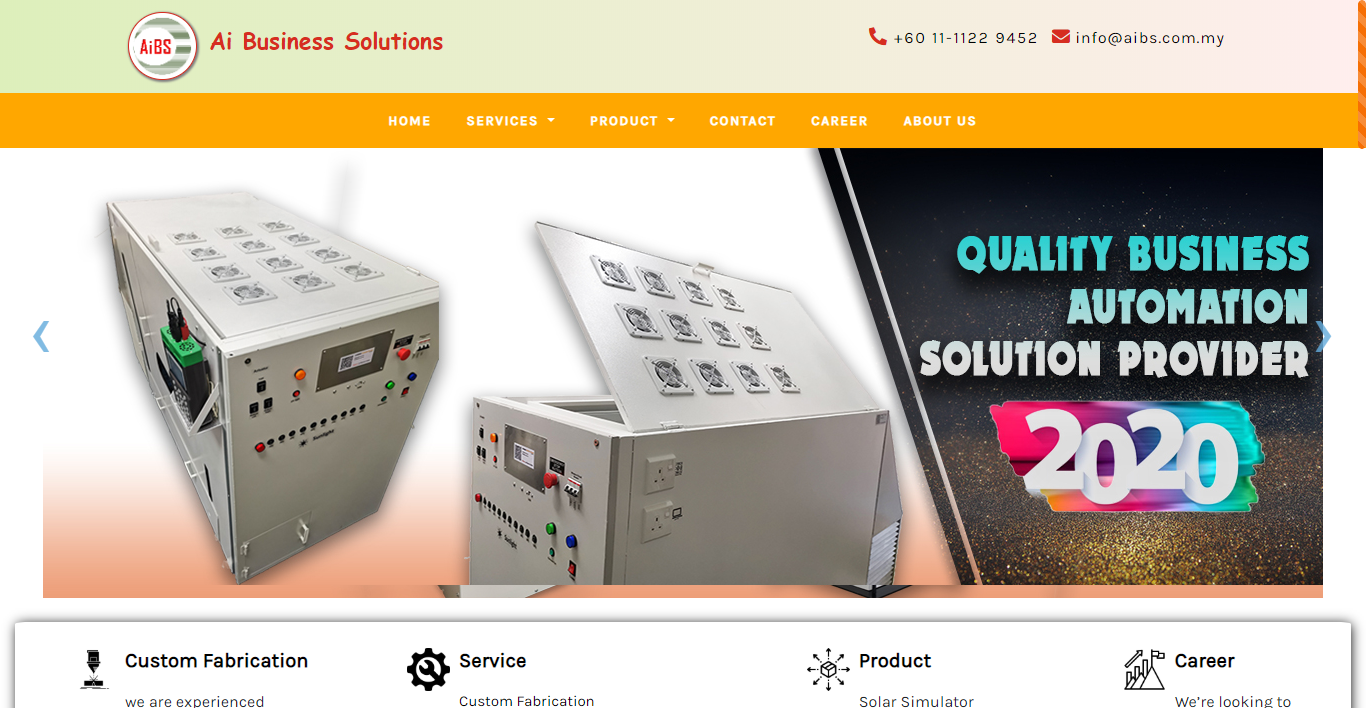 AiBS
Ai Business Solutions
+60 11-1122 9452
info@aibs.com.my
HOME
SERVICES
PRODUCT
CONTACT
CAREER
ABOUT US
QUALITY BUSINESS
AUTOMATION
SOLUTION PROVIDER
2020
Sunlight
Sunlight
Custom Fabrication
we are experienced
Service
Custom Fabrication
Product
Solar Simulator
Career
We're looking to